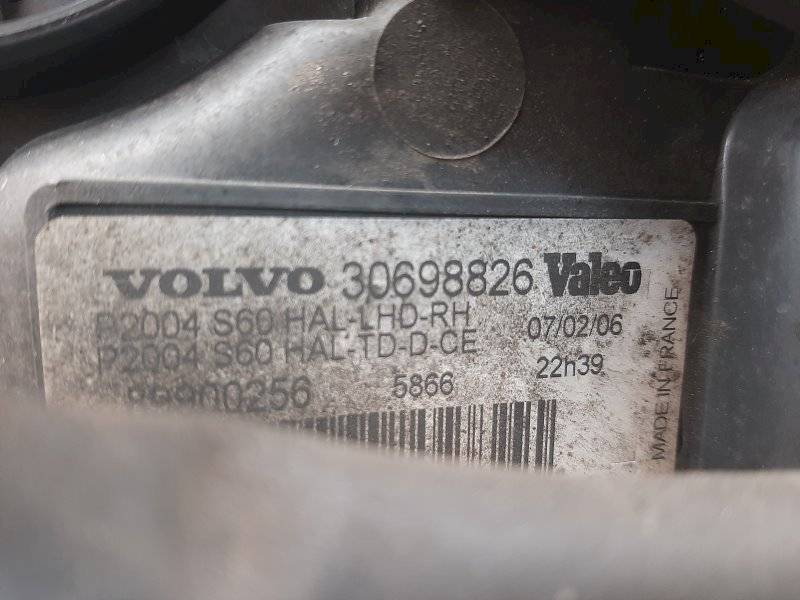 VOLVO 30698826 Valeo
P2004 S60 HAL-LHD-RH 07/02/06
P2004 S60 HAL-TD-D-CE 22h39
5866
MADE IN FRANCE